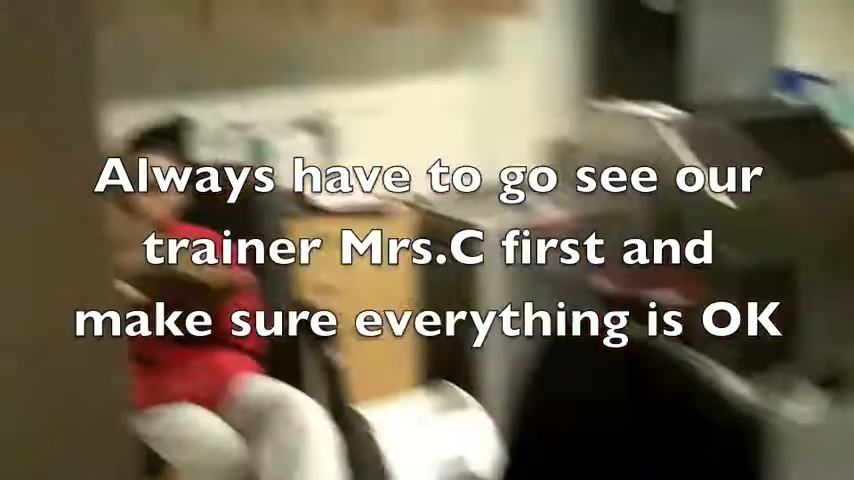 Always have to go see our
trainer Mrs.C first and
make sure everything is OK